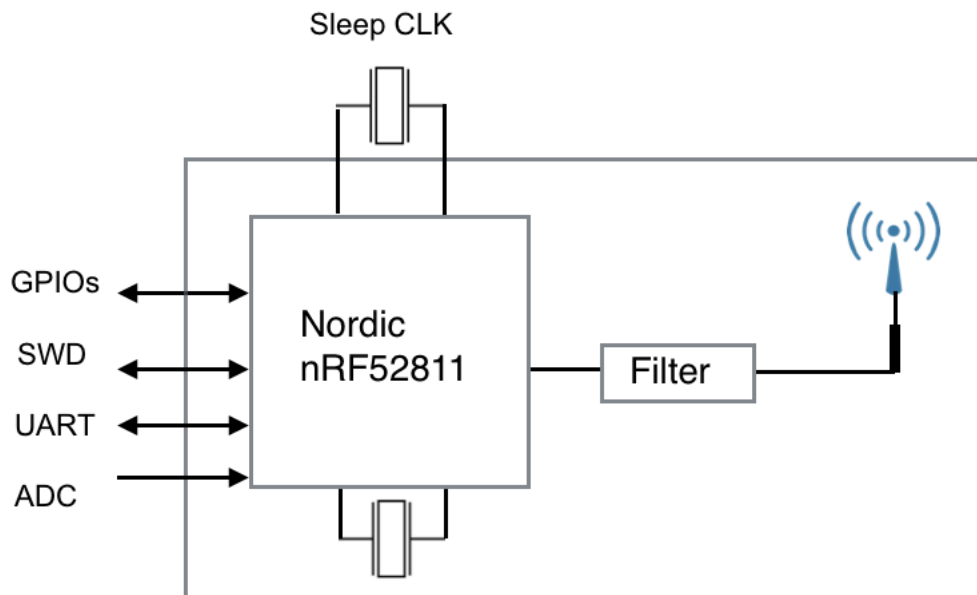 Sleep CLK
GPIOs
SWD
UART
ADC
Nordic
nRF52811
Filter